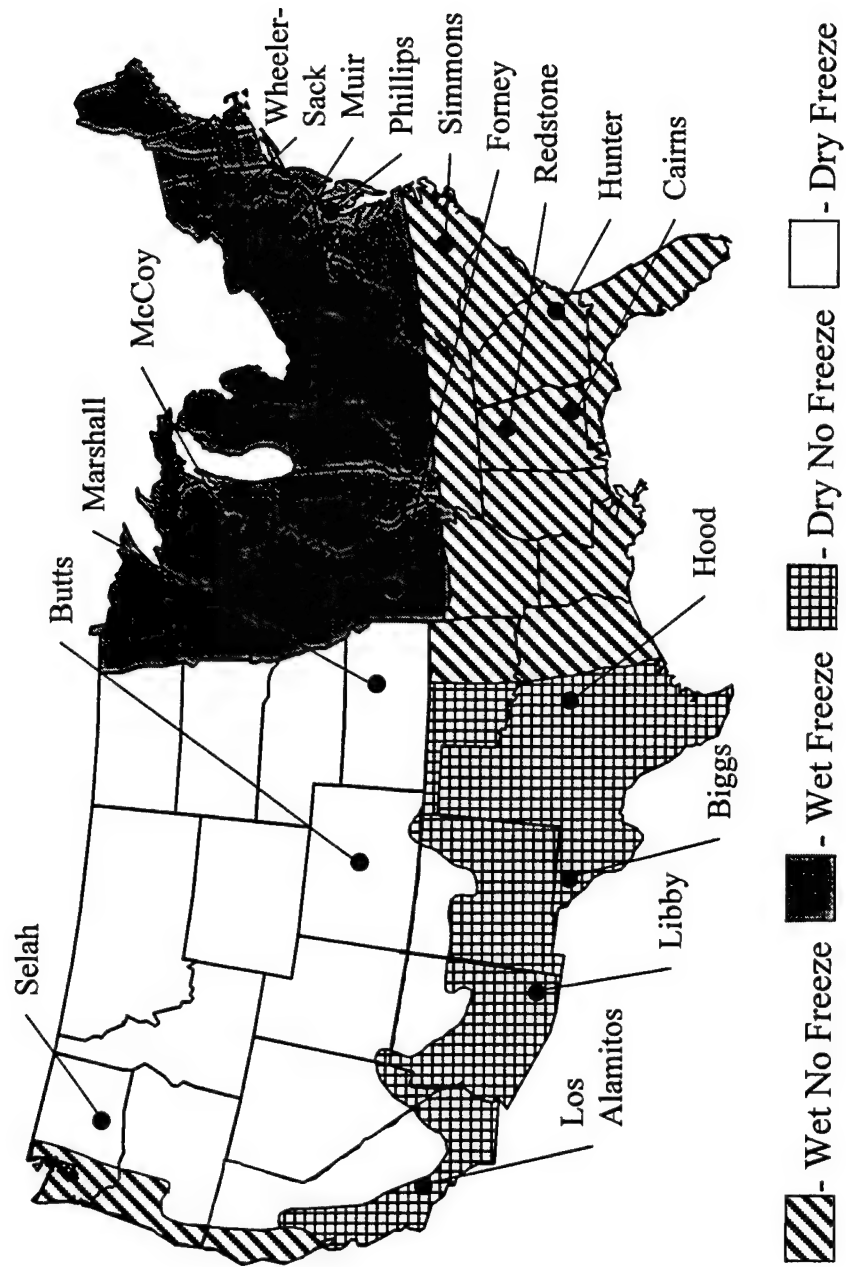 Selah
Butts
Marshall
McCoy
Wheeler-
Sack
Muir
Phillips
Simmons
Forney
Redstone
Hunter
Cairns
Hood
Biggs
Libby
Los
Alamitos
- Wet No Freeze
- Wet Freeze
- Dry No Freeze
- Dry Freeze